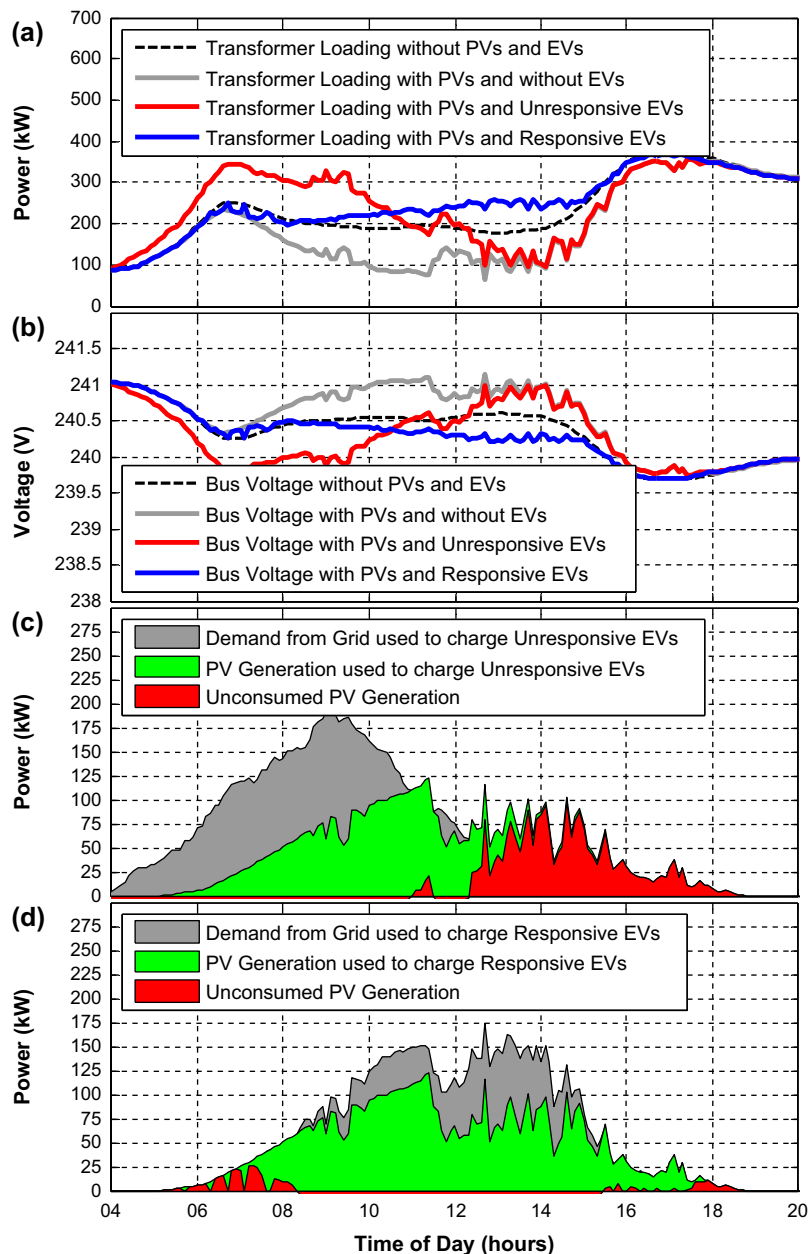 (a)
700
600
500
400
300
200
100
0
Power (kW)
Transformer Loading without PVs and EVs
Transformer Loading with PVs and without EVs
Transformer Loading with PVs and Unresponsive EVs
Transformer Loading with PVs and Responsive EVs
(b)
241.5
241
240.5
240
239.5
239
238.5
238
Voltage (V)
Bus Voltage without PVs and EVs
Bus Voltage with PVs and without EVs
Bus Voltage with PVs and Unresponsive EVs
Bus Voltage with PVs and Responsive EVs
(c)
275
250
225
200
175
150
125
100
75
50
25
0
Power (kW)
Demand from Grid used to charge Unresponsive EVs
PV Generation used to charge Unresponsive EVs
Unconsumed PV Generation
(d)
275
250
225
200
175
150
125
100
75
50
25
0
Power (kW)
Demand from Grid used to charge Responsive EVs
PV Generation used to charge Responsive EVs
Unconsumed PV Generation
04 06 08 10 12 14 16 18 20
Time of Day (hours)